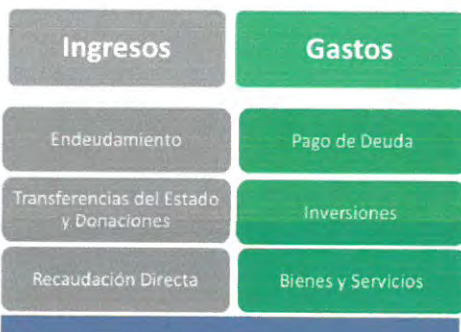 Ingresos Gastos
Endeudamiento Pago de Deuda
Transferencias del Estado
y Donaciones
Inversiones
Recaudación Directa Bienes y Servicios